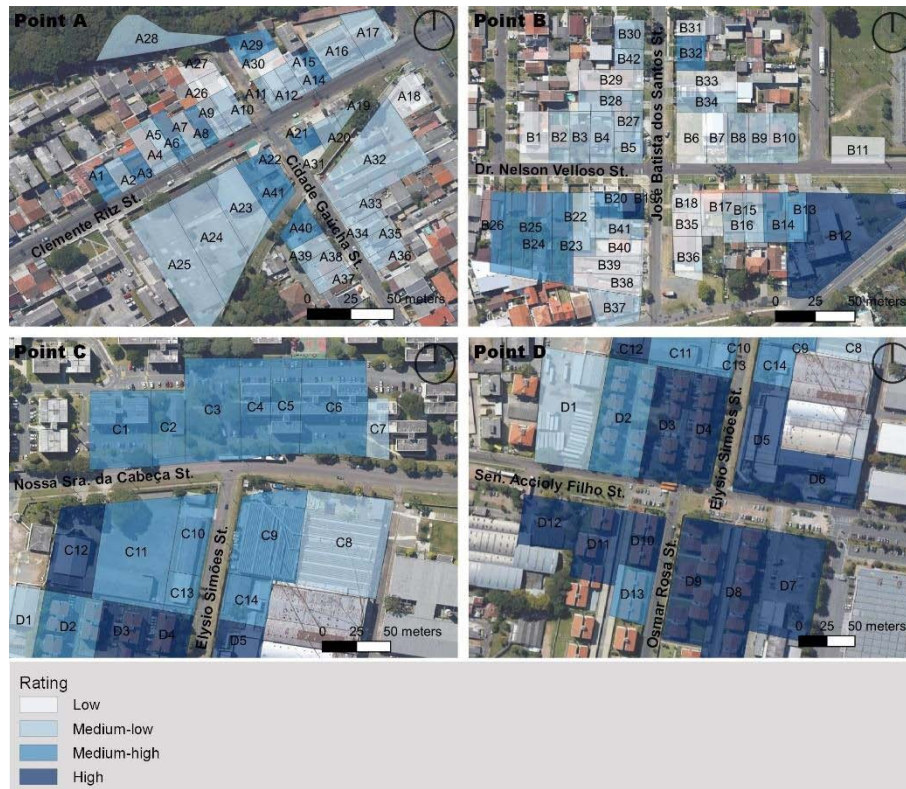 Point A
A28
A29
A17
A16
A15
A30
A27
A14
A26
A11
A12
A9
A10
A18
A19
A7
A5
A8
A21
A20
A6
A4
A22
A31
A32
A1
A3
A2
A41
Cidade Gaúcha St.
Clemente Ritz St.
A23
A33
A24
A40
A34
A35
A39
A38
A36
A25
A37
0 25 50 meters
Point B
B30
B31
B42
B32
José Batista dos Santos St.
B29
B33
B28
B34
B27
B1
B2
B3
B4
B5
B6
B7
B8
B9
B10
B11
Dr. Nelson Velloso St.
B20
B18
B17
B13
B26
B25
B22
B15
B41
B35
B16
B14
B12
B24
B23
B40
B39
B36
B38
B37
0 25 50 meters
Point C
C3
C4
C5
C6
C1
C2
C7
Nossa Sra. da Cabeça St.
Elysio Simões St.
C10
C12
C11
C9
C8
C13
C14
D1
D2
D3
D4
D5
0 25 50 meters
Point D
C12
C11
C10
C9
C8
C13
C14
D1
D2
D3
D4
Elysio Simões St.
D5
D6
Sen. Accioly Filho St.
D12
D11
D10
Osmar Rosa St.
D9
D8
D7
D13
0 25 50 meters
Rating
Low
Medium-low
Medium-high
High